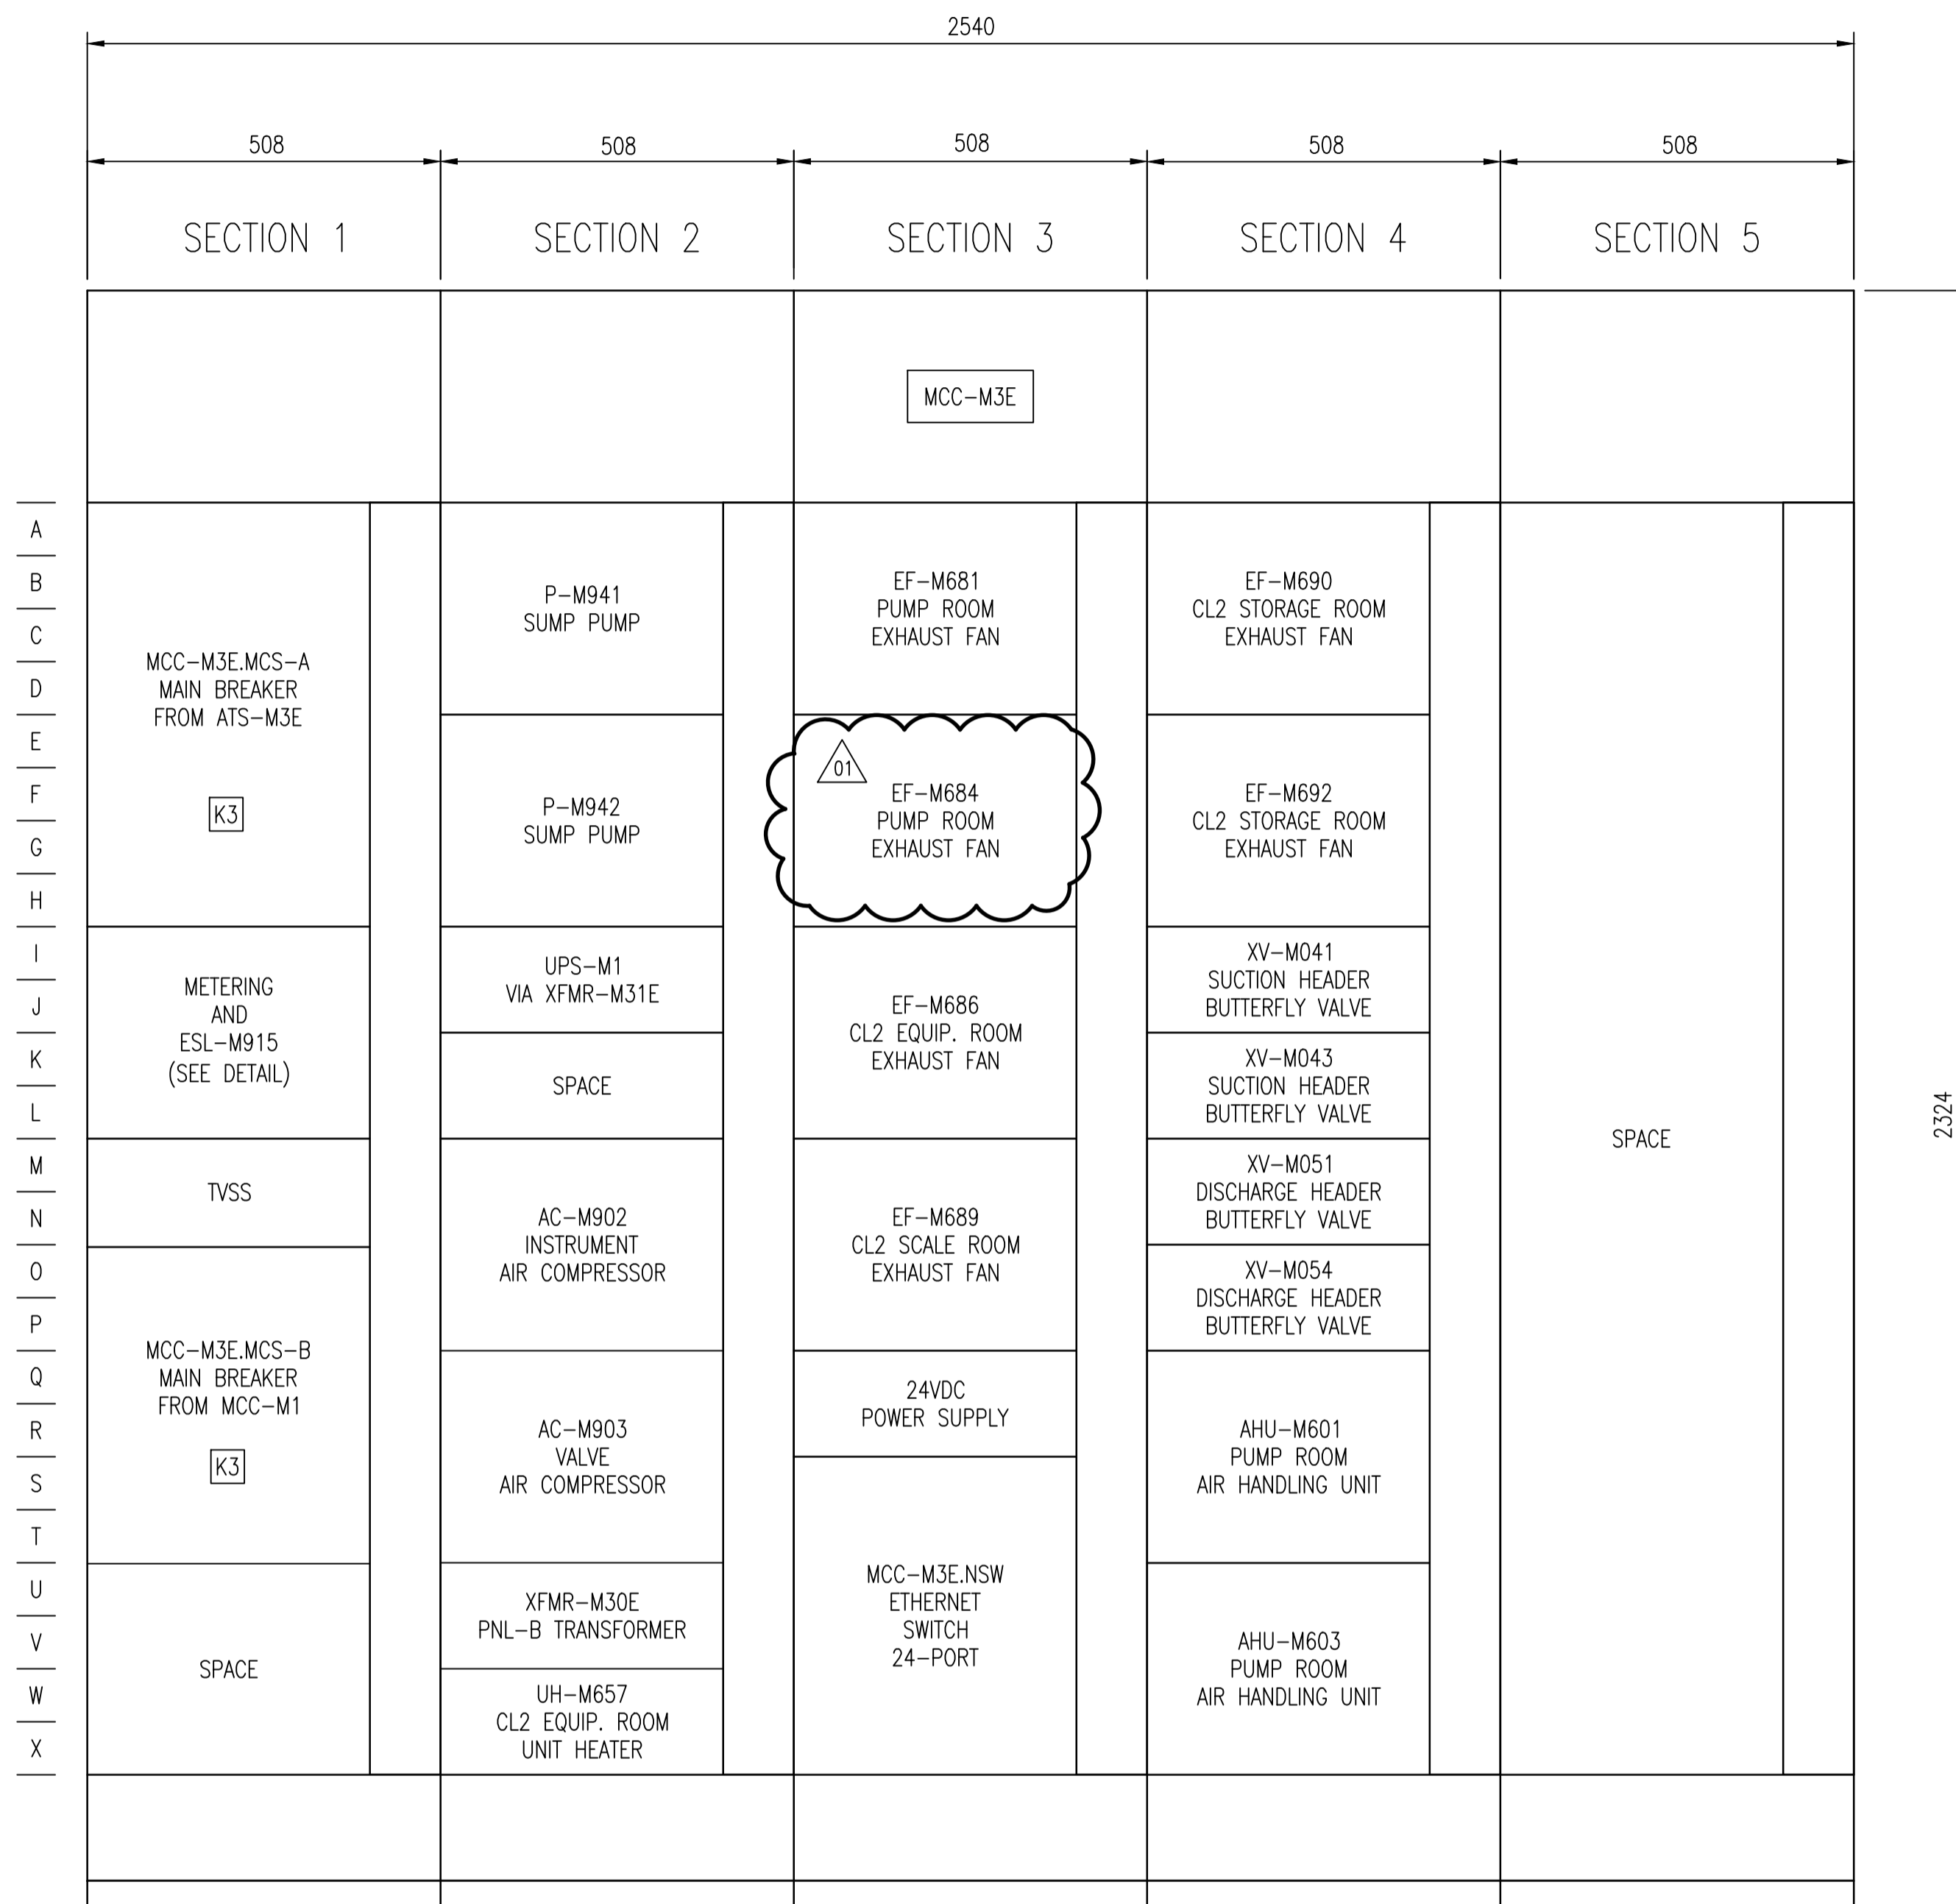 2540
508
508
508
508
508
SECTION 1
SECTION 2
SECTION 3
SECTION 4
SECTION 5
MCC-M3E
A
B
C
D
E
F
G
H
I
J
K
L
M
N
O
P
Q
R
S
T
U
V
W
X
MCC-M3E.MCS-A
MAIN BREAKER
FROM ATS-M3E
K3
METERING
AND
ESL-M915
(SEE DETAIL)
TVSS
MCC-M3E.MCS-B
MAIN BREAKER
FROM MCC-M1
K3
SPACE
P-M941
SUMP PUMP
P-M942
SUMP PUMP
UPS-M1
VIA XFMR-M31E
SPACE
AC-M902
INSTRUMENT
AIR COMPRESSOR
AC-M903
VALVE
AIR COMPRESSOR
XFMR-M30E
PNL-B TRANSFORMER
UH-M657
CL2 EQUIP. ROOM
UNIT HEATER
EF-M681
PUMP ROOM
EXHAUST FAN
01
EF-M684
PUMP ROOM
EXHAUST FAN
EF-M686
CL2 EQUIP. ROOM
EXHAUST FAN
EF-M689
CL2 SCALE ROOM
EXHAUST FAN
24VDC
POWER SUPPLY
MCC-M3E.NSW
ETHERNET
SWITCH
24-PORT
EF-M690
CL2 STORAGE ROOM
EXHAUST FAN
EF-M692
CL2 STORAGE ROOM
EXHAUST FAN
XV-M041
SUCTION HEADER
BUTTERFLY VALVE
XV-M043
SUCTION HEADER
BUTTERFLY VALVE
XV-M051
DISCHARGE HEADER
BUTTERFLY VALVE
XV-M054
DISCHARGE HEADER
BUTTERFLY VALVE
AHU-M601
PUMP ROOM
AIR HANDLING UNIT
AHU-M603
PUMP ROOM
AIR HANDLING UNIT
SPACE
2324